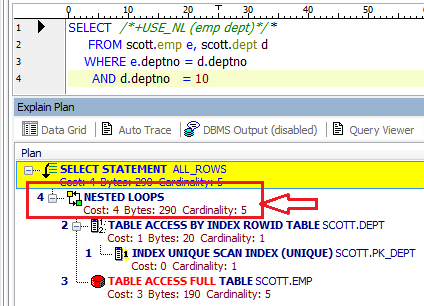 0 10 20 30 40
1 SELECT /*+USE_NL (emp dept)*/ *
2 FROM scott.emp e, scott.dept d
3 WHERE e.deptno = d.deptno
4 AND d.deptno = 10
Explain Plan
Data Grid Auto Trace DBMS Output (disabled) Query Viewer
Plan
SELECT STATEMENT ALL_ROWS
Cost: 4 Bytes: 290 Cardinality: 5
4 NESTED LOOPS
Cost: 4 Bytes: 290 Cardinality: 5
2 TABLE ACCESS BY INDEX ROWID TABLE SCOTT.DEPT
Cost: 1 Bytes: 20 Cardinality: 1
1 INDEX UNIQUE SCAN INDEX (UNIQUE) SCOTT.PK_DEPT
Cost: 0 Cardinality: 1
3 TABLE ACCESS FULL TABLE SCOTT.EMP
Cost: 3 Bytes: 190 Cardinality: 5